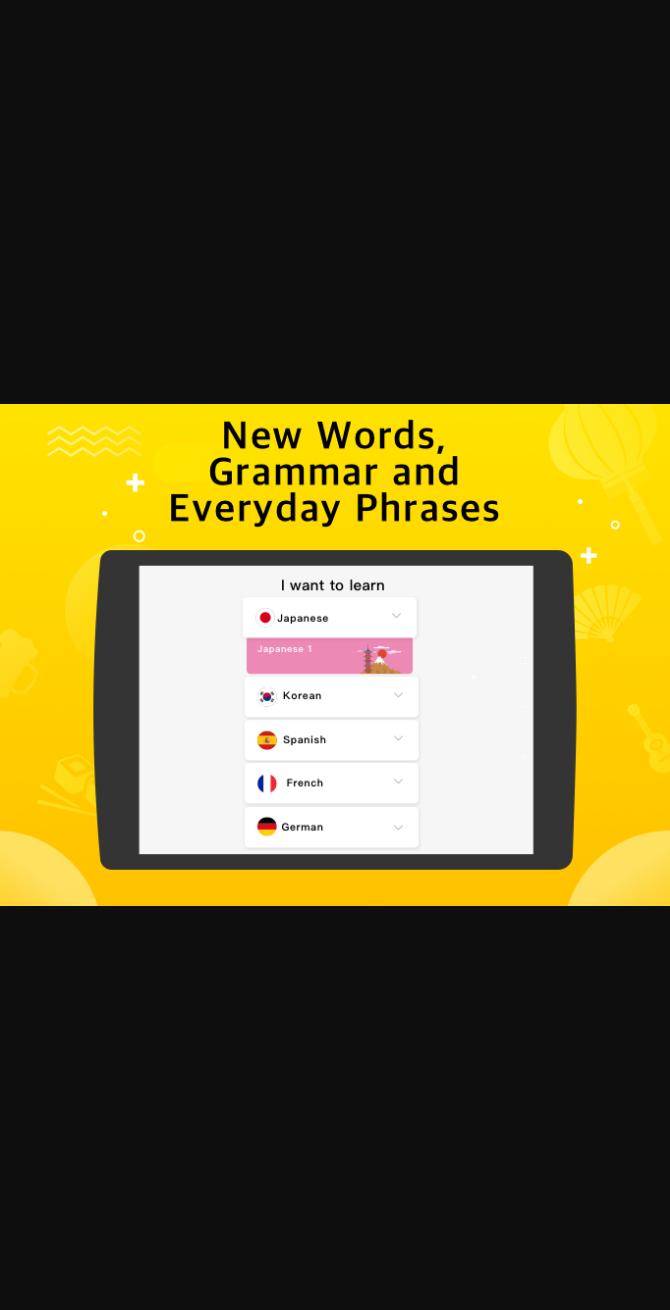 New Words,
Grammar and
Everyday Phrases
I want to learn
Japanese
Japanese 1
Korean
Spanish
French
German